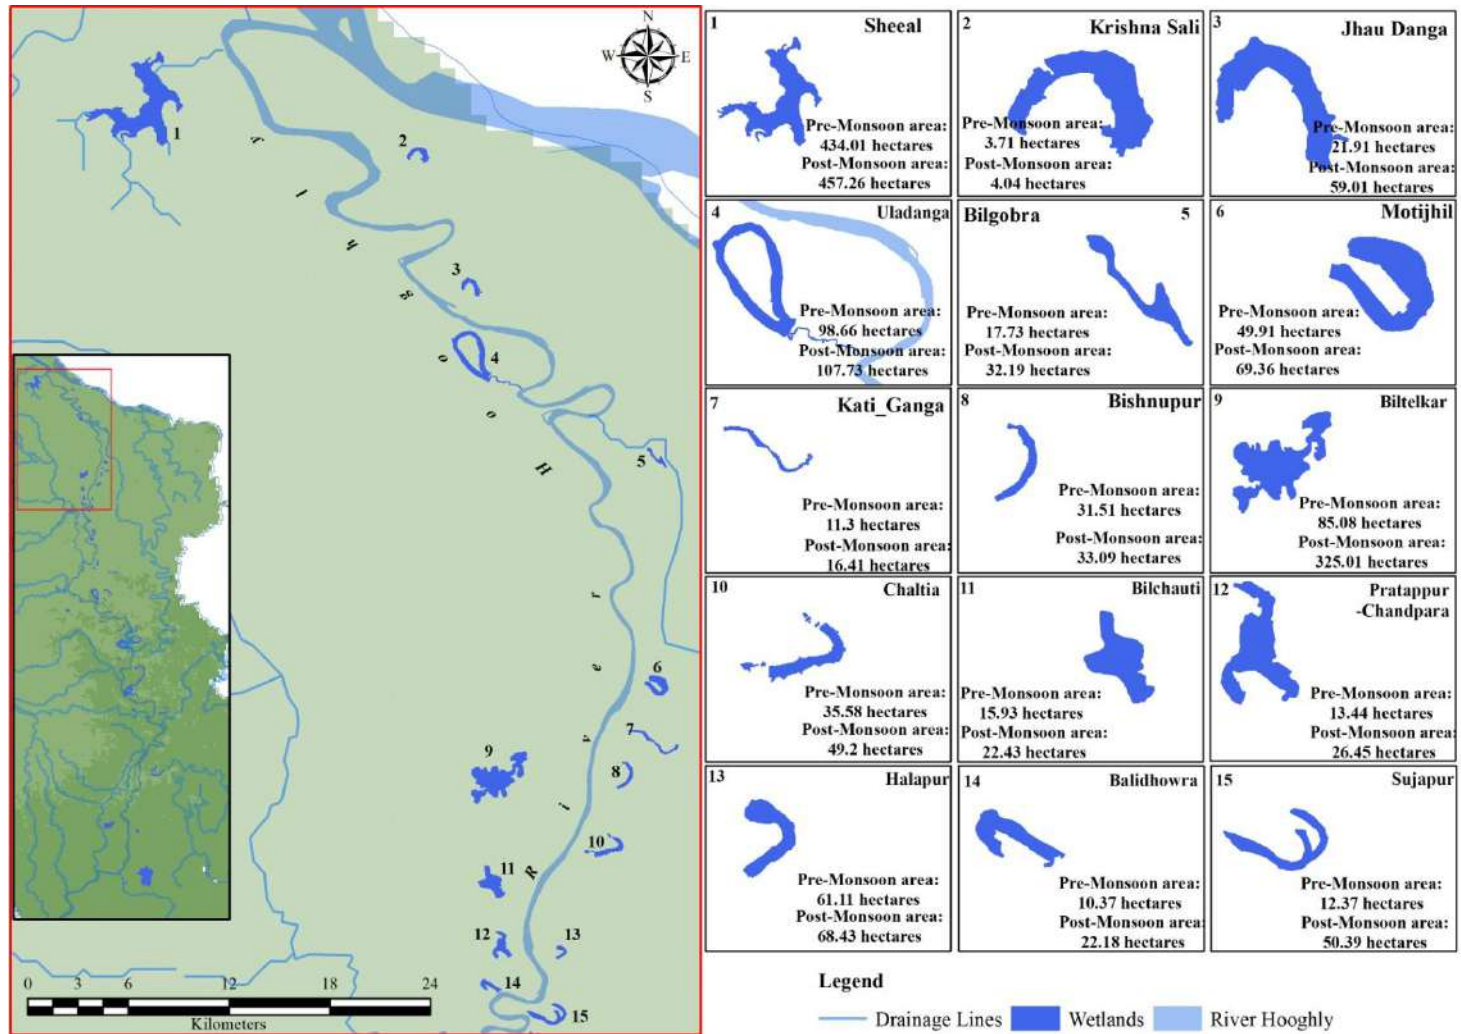 N
W E
S
1
2
3
4
5
6
7
8
9
10
11
12
13
14
15
R i v e r H o o g h l y
0 3 6 12 18 24
Kilometers
1 Sheeal
Pre-Monsoon area:
434.01 hectares
Post-Monsoon area:
457.26 hectares
2 Krishna Sali
Pre-Monsoon area:
3.71 hectares
Post-Monsoon area:
4.04 hectares
3 Jhau Danga
Pre-Monsoon area:
21.91 hectares
Post-Monsoon area:
59.01 hectares
4 Uladanga
Pre-Monsoon area:
98.66 hectares
Post-Monsoon area:
107.73 hectares
Bilgobra 5
Pre-Monsoon area:
17.73 hectares
Post-Monsoon area:
32.19 hectares
6 Motijhil
Pre-Monsoon area:
49.91 hectares
Post-Monsoon area:
69.36 hectares
7 Kati_Ganga
Pre-Monsoon area:
11.3 hectares
Post-Monsoon area:
16.41 hectares
8 Bishnupur
Pre-Monsoon area:
31.51 hectares
Post-Monsoon area:
33.09 hectares
9 Biltelkar
Pre-Monsoon area:
85.08 hectares
Post-Monsoon area:
325.01 hectares
10 Chaltia
Pre-Monsoon area:
35.58 hectares
Post-Monsoon area:
49.2 hectares
11 Bilchauti
Pre-Monsoon area:
15.93 hectares
Post-Monsoon area:
22.43 hectares
12 Pratappur
-Chandpara
Pre-Monsoon area:
13.44 hectares
Post-Monsoon area:
26.45 hectares
13 Halapur
Pre-Monsoon area:
61.11 hectares
Post-Monsoon area:
68.43 hectares
14 Balidhowra
Pre-Monsoon area:
10.37 hectares
Post-Monsoon area:
22.18 hectares
15 Sujapur
Pre-Monsoon area:
12.37 hectares
Post-Monsoon area:
50.39 hectares
Legend
Drainage Lines Wetlands River Hooghly